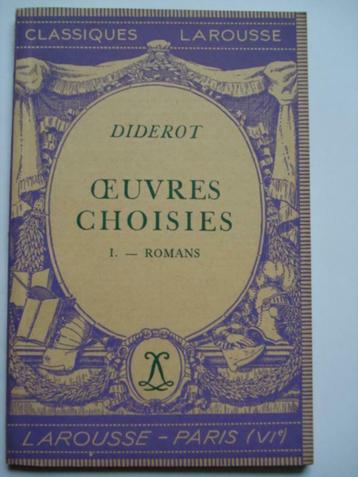 CLASSIQUES LAROUSSE
DIDEROT
ŒUVRES
CHOISIES
I. — ROMANS
LAROUSSE – PARIS (VIᵉ)